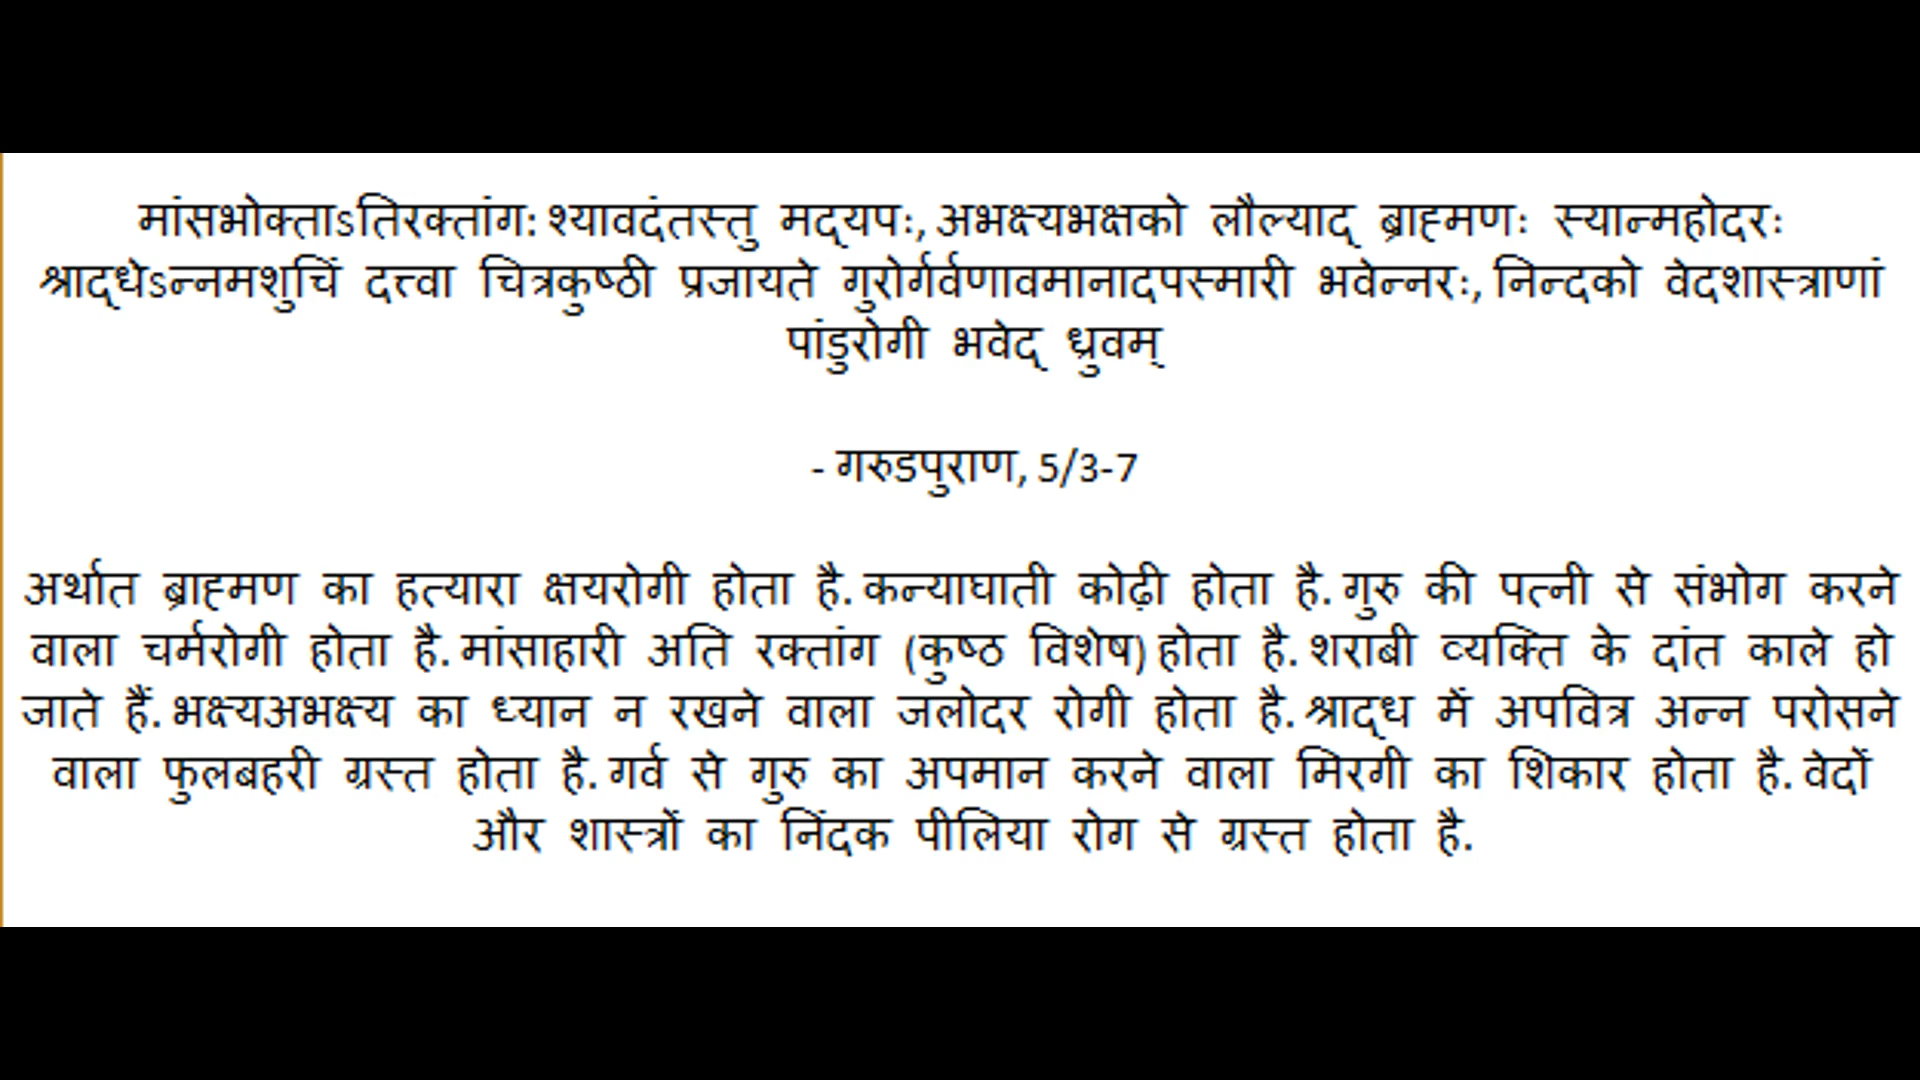 मांसभोक्ताऽतिरक्तांग: श्यावदंतस्तु मद्यपः, अभक्ष्यभक्षको लौल्याद् ब्राह्मणः स्यान्महोदरः
श्राद्धेऽन्नमशुचिं दत्त्वा चित्रकुष्ठी प्रजायते गुरोर्गर्वेणावमानादपस्मारी भवेन्नरः, निन्दको वेदशास्त्राणां
पांडुरोगी भवेद् ध्रुवम्
- गरुडपुराण, 5/3-7
अर्थात ब्राह्मण का हत्यारा क्षयरोगी होता है. कन्याघाती कोढ़ी होता है. गुरु की पत्नी से संभोग करने
वाला चर्मरोगी होता है. मांसाहारी अति रक्तांग (कुष्ठ विशेष) होता है. शराबी व्यक्ति के दांत काले हो
जाते हैं. भक्ष्यअभक्ष्य का ध्यान न रखने वाला जलोदर रोगी होता है. श्राद्ध में अपवित्र अन्न परोसने
वाला फुलबहरी ग्रस्त होता है. गर्व से गुरु का अपमान करने वाला मिरगी का शिकार होता है. वेदों
और शास्त्रों का निंदक पीलिया रोग से ग्रस्त होता है.